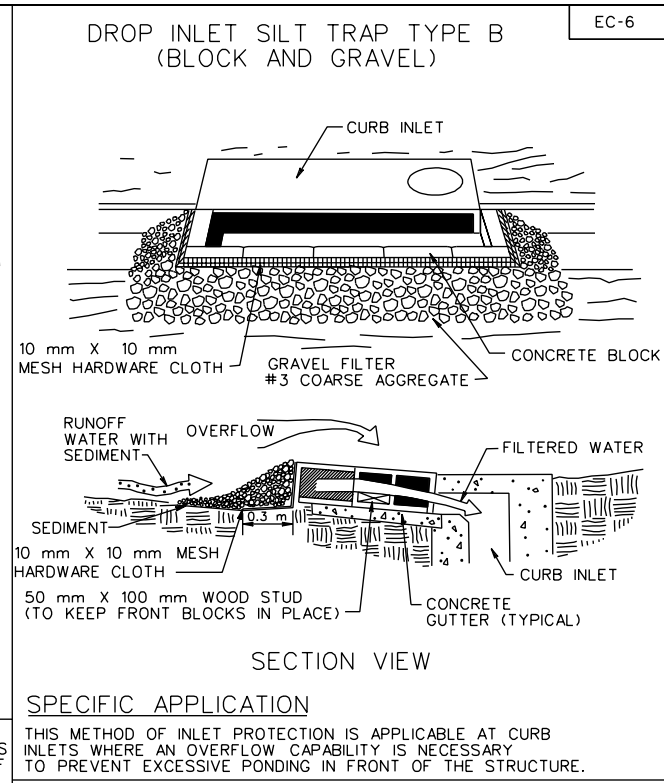 EC-6
DROP INLET SILT TRAP TYPE B
(BLOCK AND GRAVEL)
CURB INLET
10 mm X 10 mm
MESH HARDWARE CLOTH
GRAVEL FILTER
#3 COARSE AGGREGATE
CONCRETE BLOCK
RUNOFF
WATER WITH
SEDIMENT
OVERFLOW
FILTERED WATER
SEDIMENT
0.3 m
10 mm X 10 mm MESH
HARDWARE CLOTH
CURB INLET
50 mm X 100 mm WOOD STUD
(TO KEEP FRONT BLOCKS IN PLACE)
CONCRETE
GUTTER (TYPICAL)
SECTION VIEW
SPECIFIC APPLICATION
THIS METHOD OF INLET PROTECTION IS APPLICABLE AT CURB
INLETS WHERE AN OVERFLOW CAPABILITY IS NECESSARY
TO PREVENT EXCESSIVE PONDING IN FRONT OF THE STRUCTURE.